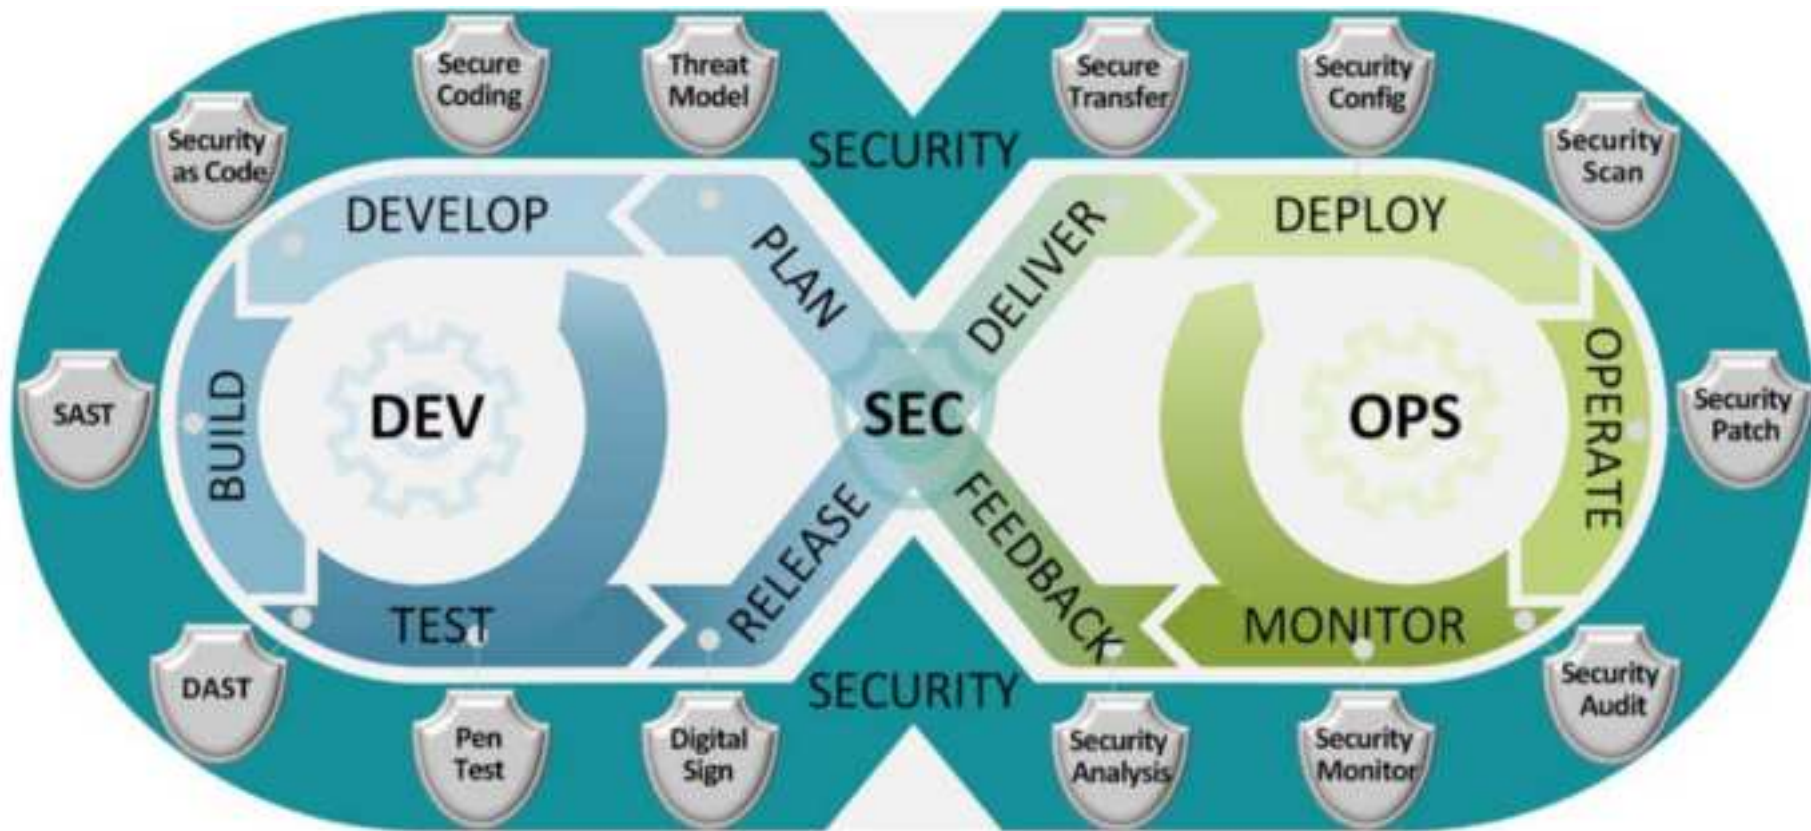 Secure
Coding
Threat
Model
Secure
Transfer
Security
Config
Security
as Code
SECURITY
Security
Scan
DEVELOP
PLAN
DELIVER
DEPLOY
SAST
BUILD
DEV
SEC
OPS
OPERATE
Security
Patch
TEST
RELEASE
FEEDBACK
MONITOR
DAST
SECURITY
Security
Audit
Pen
Test
Digital
Sign
Security
Analysis
Security
Monitor